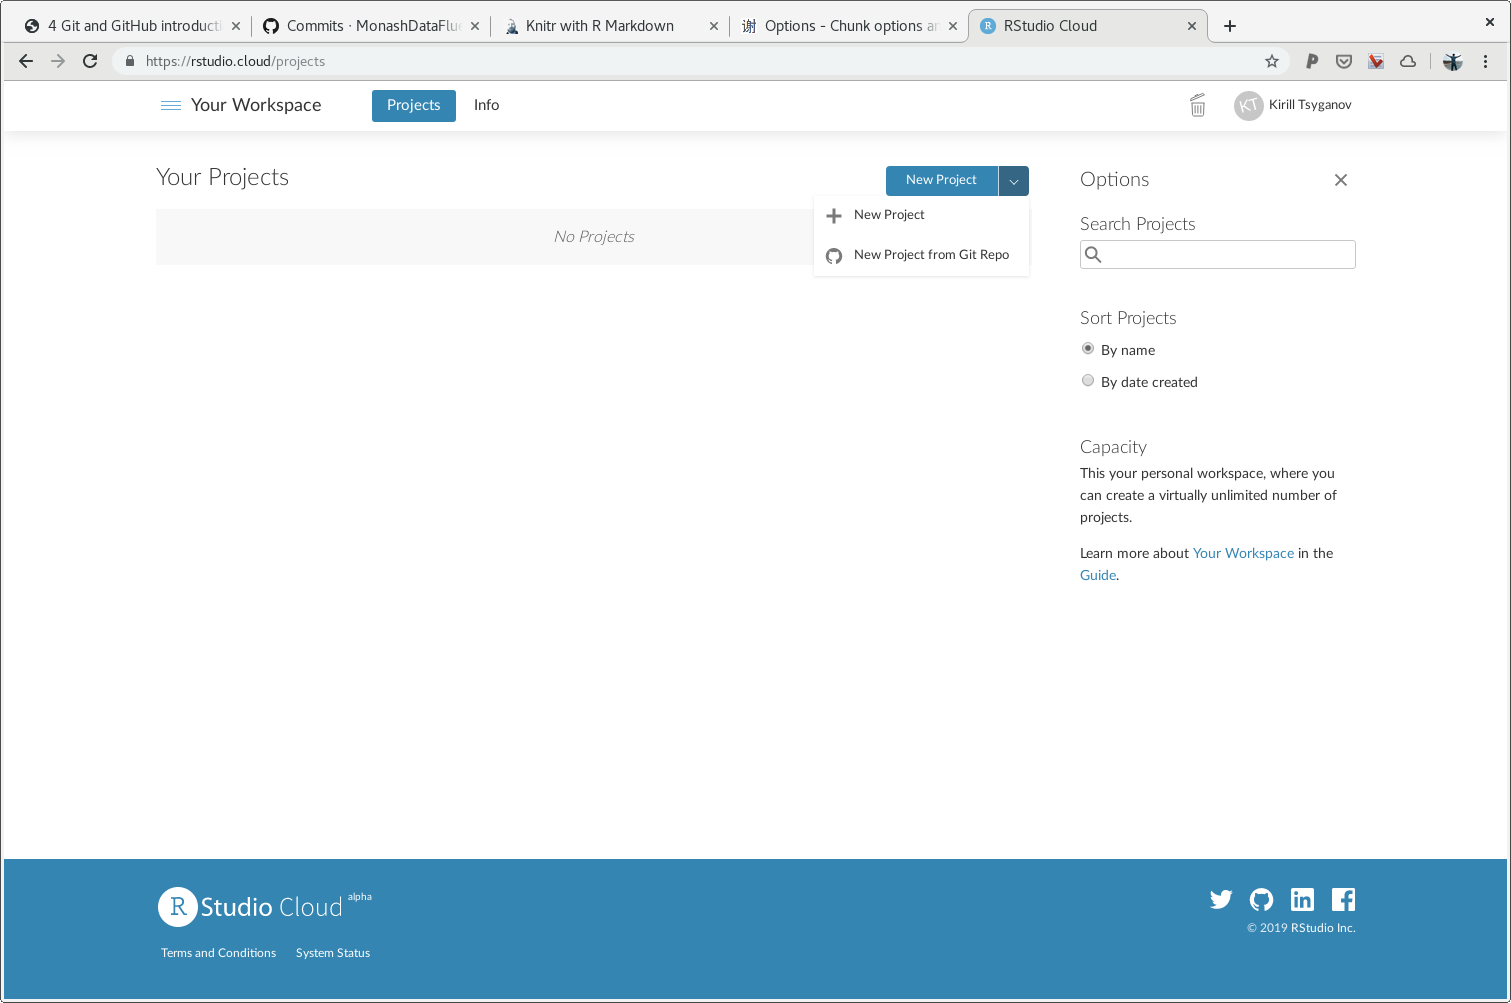 4 Git and GitHub introducti
Commits · MonashDataFlue
Knitr with R Markdown
谢 Options - Chunk options an
R RStudio Cloud
https://rstudio.cloud/projects
Your Workspace
Projects
Info
KT Kirill Tsyganov
Your Projects
New Project
New Project
New Project from Git Repo
No Projects
Options
Search Projects
Sort Projects
By name
By date created
Capacity
This your personal workspace, where you
can create a virtually unlimited number of
projects.
Learn more about Your Workspace in the
Guide.
R Studio Cloud alpha
Terms and Conditions
System Status
© 2019 RStudio Inc.